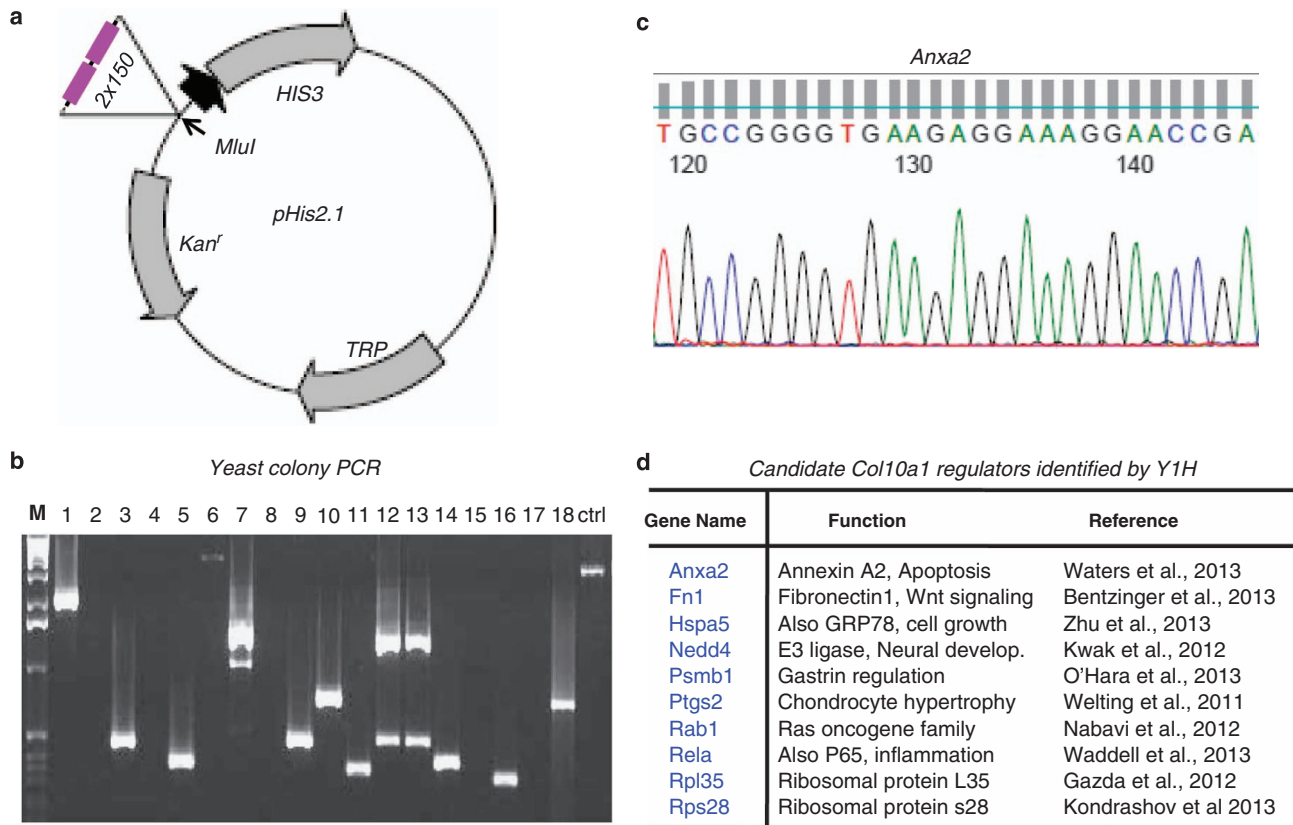 a
2x150
HIS3
MluI
pHis2.1
Kanʳ
TRP
b
Yeast colony PCR
M 1 2 3 4 5 6 7 8 9 10 11 12 13 14 15 16 17 18 ctrl
c
Anxa2
TGCCGGGGTGAAGAGGAAAGGAACCGA
120 130 140
d
Candidate Col10a1 regulators identified by Y1H
Gene Name Function Reference
Anxa2 Annexin A2, Apoptosis Waters et al., 2013
Fn1 Fibronectin1, Wnt signaling Bentzinger et al., 2013
Hspa5 Also GRP78, cell growth Zhu et al., 2013
Nedd4 E3 ligase, Neural develop. Kwak et al., 2012
Psmb1 Gastrin regulation O'Hara et al., 2013
Ptgs2 Chondrocyte hypertrophy Welting et al., 2011
Rab1 Ras oncogene family Nabavi et al., 2012
Rela Also P65, inflammation Waddell et al., 2013
Rpl35 Ribosomal protein L35 Gazda et al., 2012
Rps28 Ribosomal protein s28 Kondrashov et al 2013